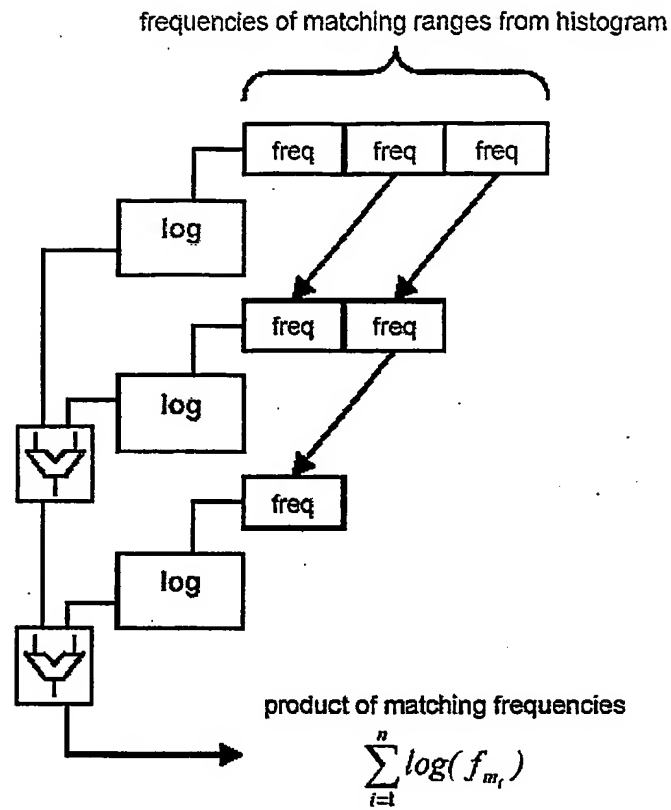 frequencies of matching ranges from histogram
freq freq freq
log
freq freq
log
freq
log
product of matching frequencies
n
∑ log( f_{m_i} )
i=1